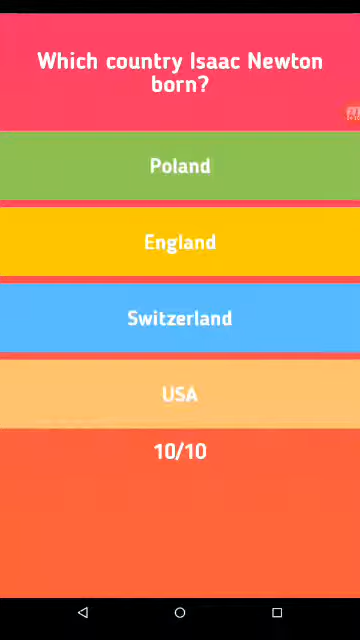 Which country Isaac Newton
born?
Poland
England
Switzerland
USA
10/10